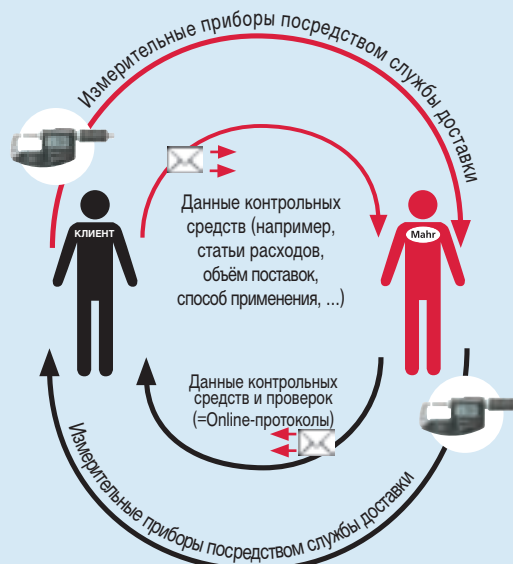 Измерительные приборы посредством службы доставки
КЛИЕНТ
Mahr
Данные контрольных
средств (например,
статьи расходов,
объём поставок,
способ применения, ...)
Данные контрольных
средств и проверок
(=Online-протоколы)
Измерительные приборы посредством службы доставки